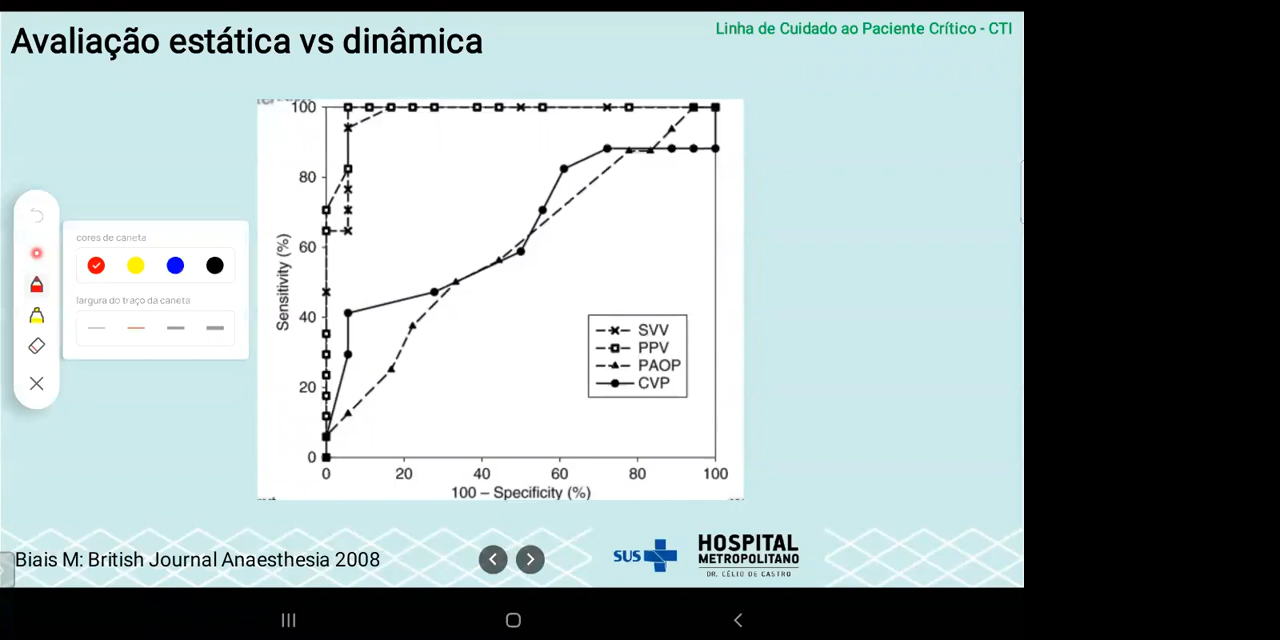 Avaliação estática vs dinâmica
Linha de Cuidado ao Paciente Crítico - CTI
cores de caneta
largura do traço da caneta
100
80
60
40
20
0
Sensitivity (%)
SVV
PPV
PAOP
CVP
0 20 40 60 80 100
100 – Specificity (%)
Biais M: British Journal Anaesthesia 2008
SUS
HOSPITAL
METROPOLITANO
DR. CÉLIO DE CASTRO